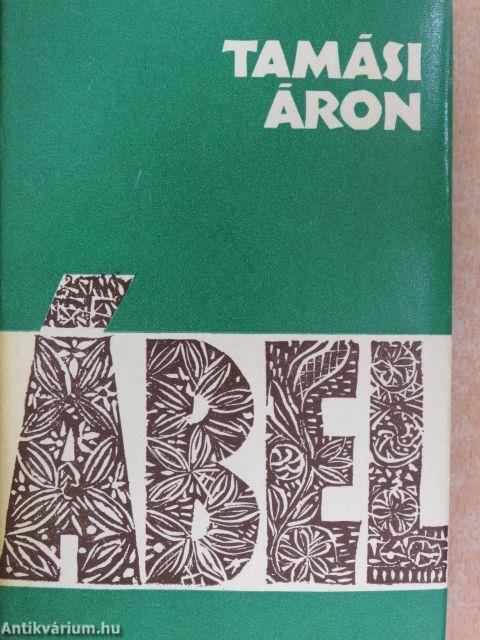 TAMÁSI
ÁRON
ÁBEL
Antikvárium.hu